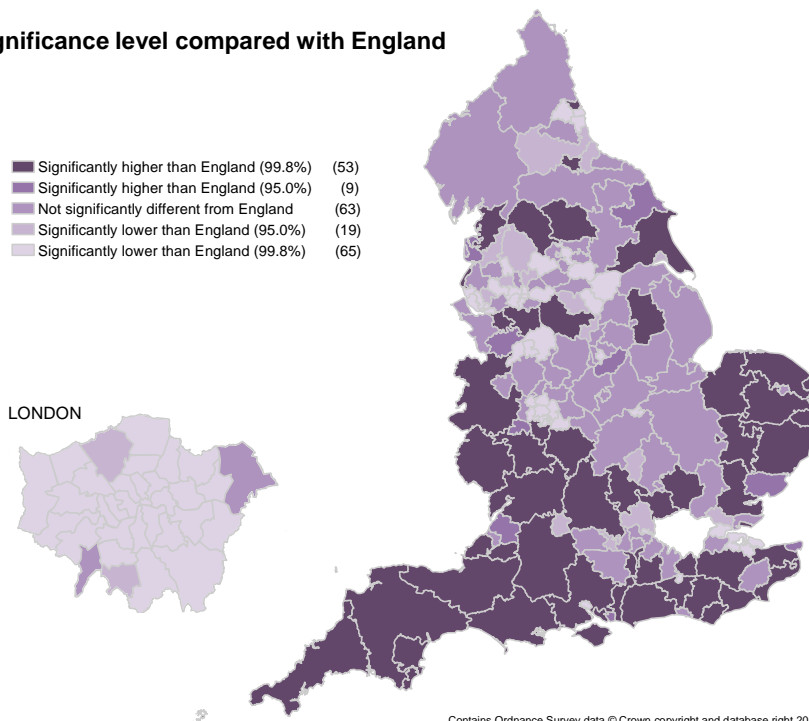 gnificance level compared with England
Significantly higher than England (99.8%) (53)
Significantly higher than England (95.0%) (9)
Not significantly different from England (63)
Significantly lower than England (95.0%) (19)
Significantly lower than England (99.8%) (65)
LONDON
Contains Ordnance Survey data © Crown copyright and database right 20